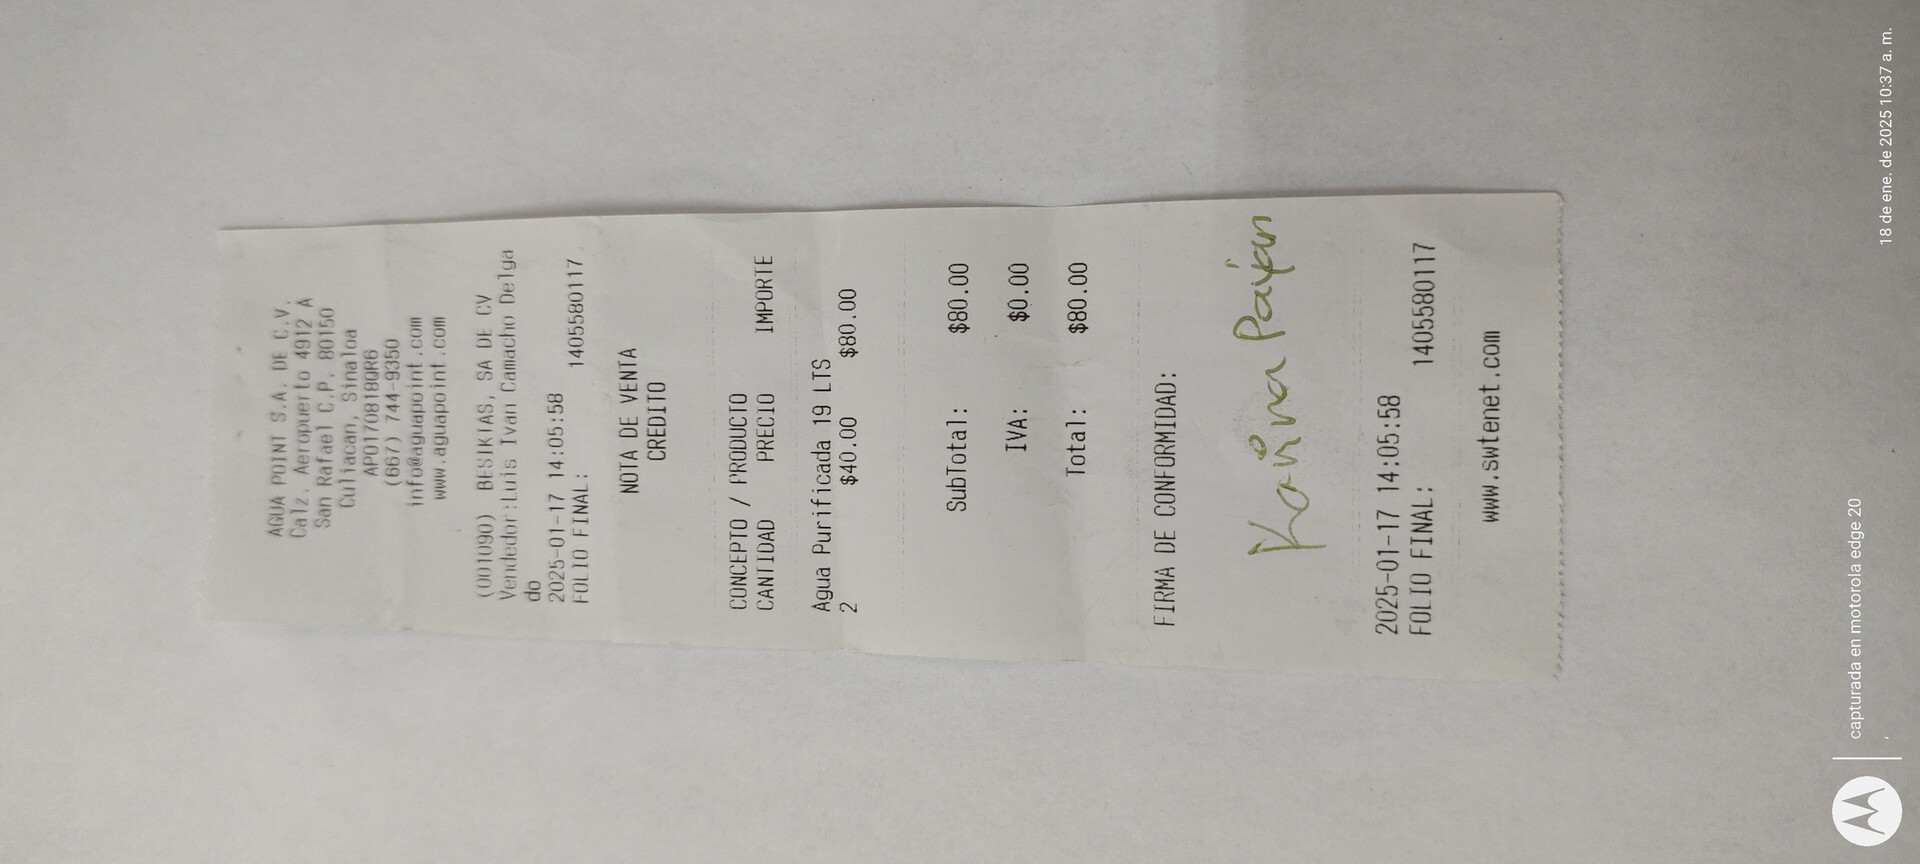 AGUA POINT S.A. DE C.V.
Calz. Aeropuerto 4912 A
San Rafael C.P. 80150
Culiacan, Sinaloa
APO170818QR6
(667) 744-9350
info@aguapoint.com
www.aguapoint.com
(001090) BESIKIAS, SA DE CV
Vendedor:Luis Ivan Camacho Delga
do
2025-01-17 14:05:58
FOLIO FINAL: 1405580117
NOTA DE VENTA
CREDITO
CONCEPTO / PRODUCTO
CANTIDAD PRECIO IMPORTE
Agua Purificada 19 LTS
2 $40.00 $80.00
SubTotal: $80.00
IVA: $0.00
Total: $80.00
FIRMA DE CONFORMIDAD:
Karina Payan
2025-01-17 14:05:58
FOLIO FINAL: 1405580117
www.swtenet.com
capturada en motorola edge 20
,
18 de ene. de 2025 10:37 a. m.